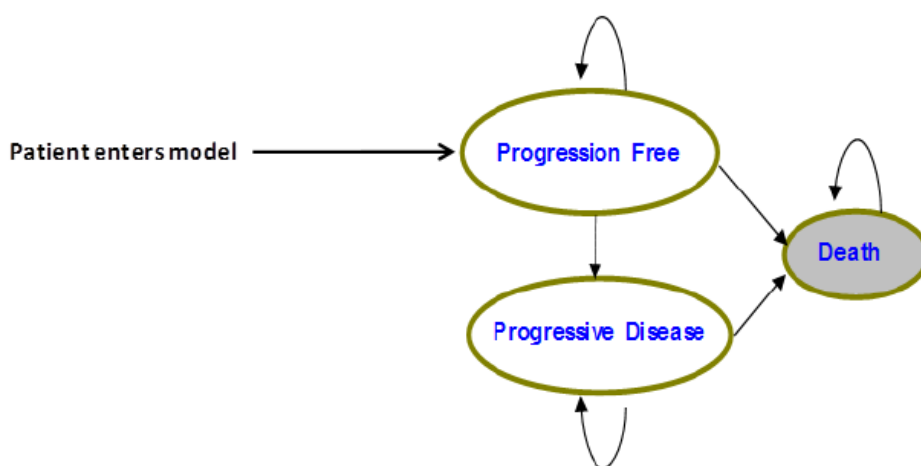 Patient enters model
Progression Free
Death
Progressive Disease